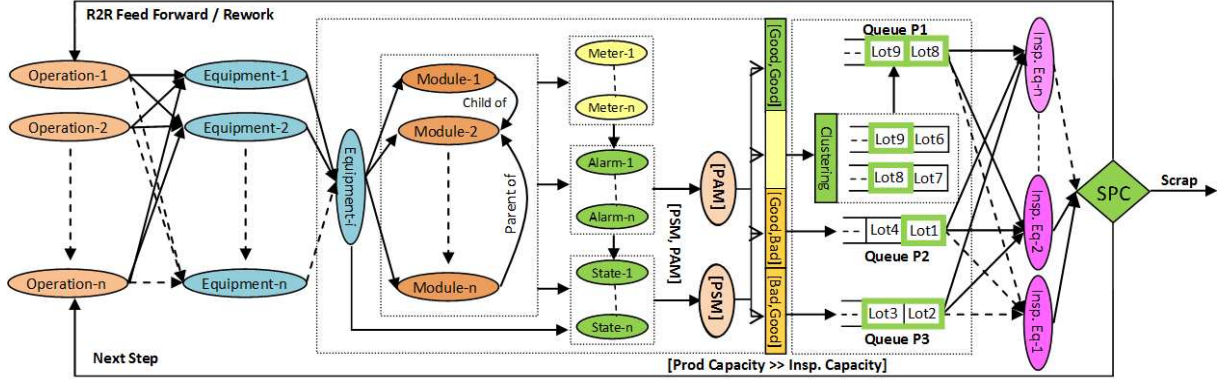 R2R Feed Forward / Rework
Operation-1
Operation-2
Operation-n
Next Step
Equipment-1
Equipment-2
Equipment-n
Equipment-i
Module-1
Child of
Module-2
Parent of
Module-n
Meter-1
Meter-n
Alarm-1
Alarm-n
State-1
State-n
[PSM, PAM]
[PAM]
[PSM]
[Good,Good]
[Good,Bad]
[Bad,Good]
Queue P1
Lot9 Lot8
Clustering
Lot9 Lot6
Lot8 Lot7
Lot4 Lot1
Queue P2
Lot3 Lot2
Queue P3
Insp. Eq-n
Insp. Eq-2
Insp. Eq-1
SPC
Scrap
[Prod Capacity >> Insp. Capacity]